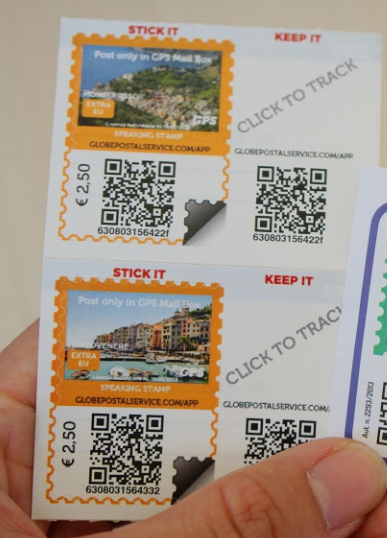 STICK IT
KEEP IT
Post only in GPS Mail Box
EXTRA
EU
GPS
SPEAKING STAMP
GLOBEPOSTALSERVICE.COM/APP
€ 2,50
630803156422f
CLICK TO TRACK
GLOBEPOSTALSERVICE.COM/APP
630803156422f
STICK IT
KEEP IT
Post only in GPS Mail Box
PORTOVENERE
EXTRA
EU
GPS
SPEAKING STAMP
GLOBEPOSTALSERVICE.COM/APP
€ 2,50
6308031564332
CLICK TO TRACK
GLOBEPOSTALSERVICE.COM/
Aut. n. 2293/2013